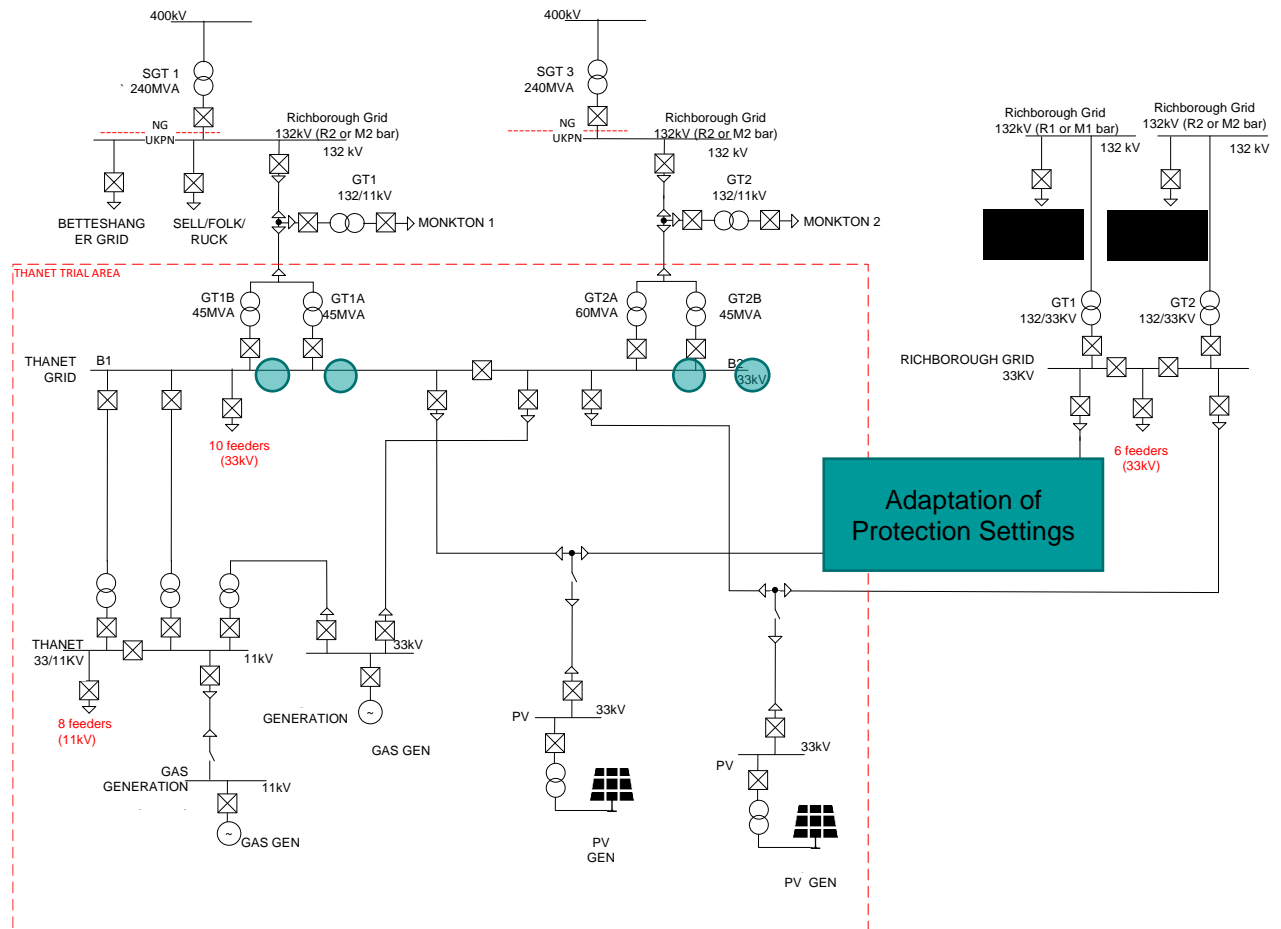 400kV
SGT 1
240MVA
NG
UKPN
Richborough Grid
132kV (R2 or M2 bar)
132 kV
BETTESHANG
ER GRID
SELL/FOLK/
RUCK
GT1
132/11kV
MONKTON 1
400kV
SGT 3
240MVA
NG
UKPN
Richborough Grid
132kV (R2 or M2 bar)
132 kV
GT2
132/11kV
MONKTON 2
Richborough Grid
132kV (R1 or M1 bar)
132 kV
Richborough Grid
132kV (R2 or M2 bar)
132 kV
THANET TRIAL AREA
GT1B
45MVA
GT1A
45MVA
GT2A
60MVA
GT2B
45MVA
GT1
132/33KV
GT2
132/33KV
THANET
GRID
B1
B2
33kV
RICHBOROUGH GRID
33KV
10 feeders
(33kV)
6 feeders
(33kV)
Adaptation of
Protection Settings
THANET
33/11KV
11kV
8 feeders
(11kV)
33kV
GENERATION
~
GAS GEN
GAS
GENERATION
11kV
~
GAS GEN
PV
33kV
PV
GEN
PV
33kV
PV GEN